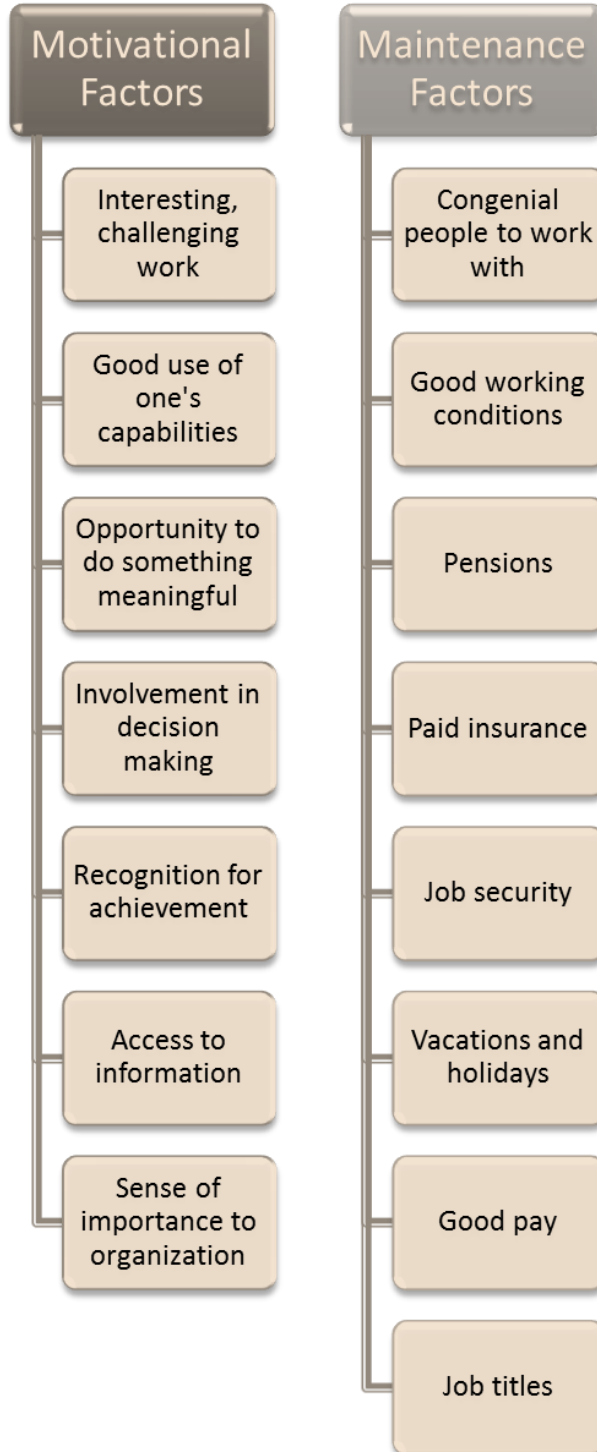 Motivational
Factors
Interesting,
challenging
work
Good use of
one's
capabilities
Opportunity to
do something
meaningful
Involvement in
decision
making
Recognition for
achievement
Access to
information
Sense of
importance to
organization
Maintenance
Factors
Congenial
people to work
with
Good working
conditions
Pensions
Paid insurance
Job security
Vacations and
holidays
Good pay
Job titles